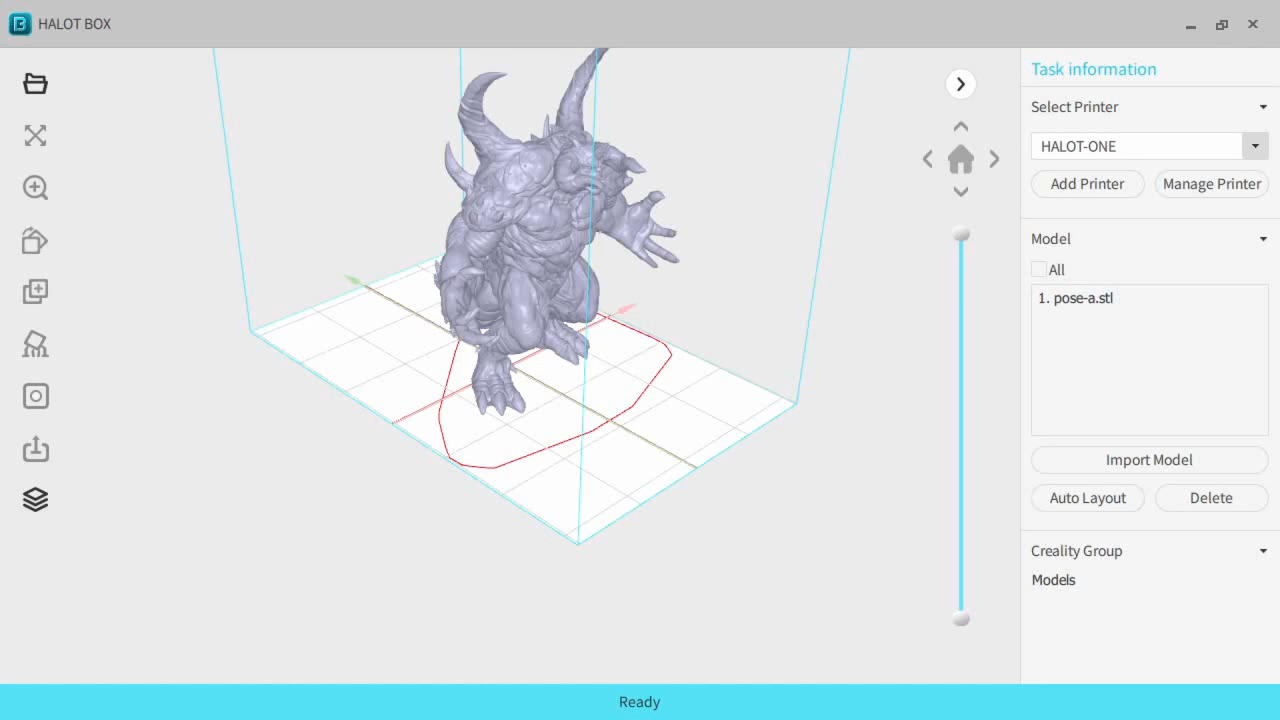 HALOT BOX
Task information
Select Printer
HALOT-ONE
Add Printer
Manage Printer
Model
All
1. pose-a.stl
Import Model
Auto Layout
Delete
Creality Group
Models
Ready